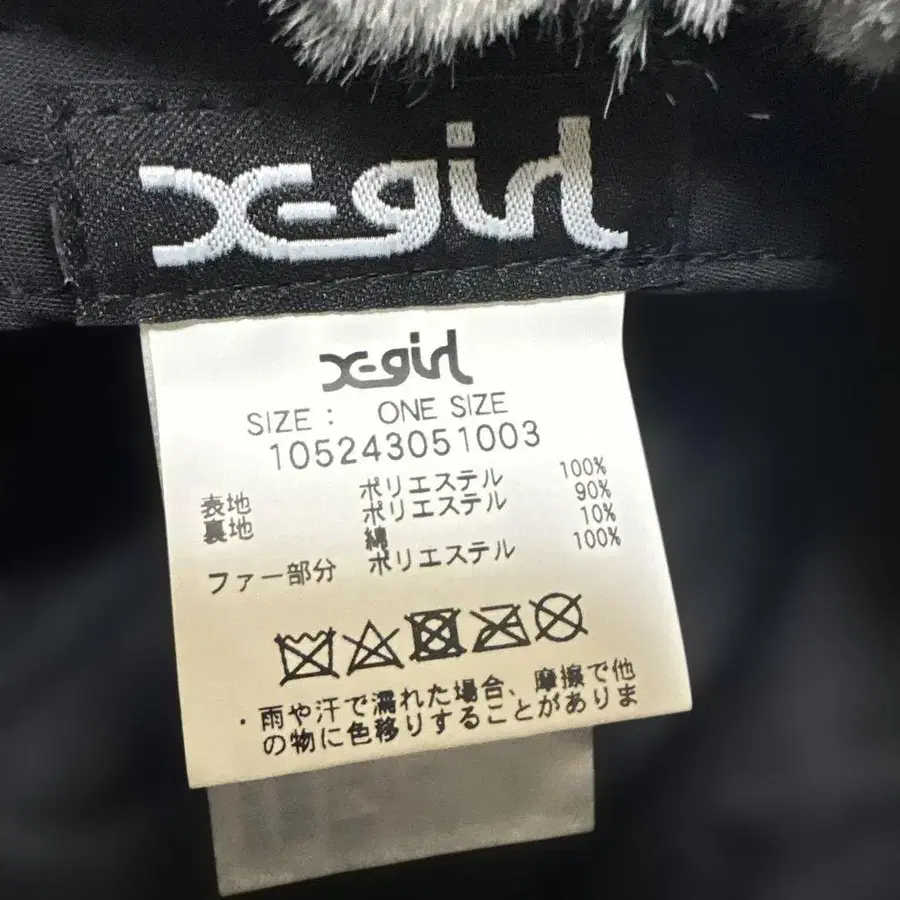 X-girl
X-girl
SIZE : ONE SIZE
105243051003
表地 ポリエステル 100%
裏地 ポリエステル 90%
綿 10%
ファー部分 ポリエステル 100%
・雨や汗で濡れた場合、摩擦で他
の物に色移りすることがありま